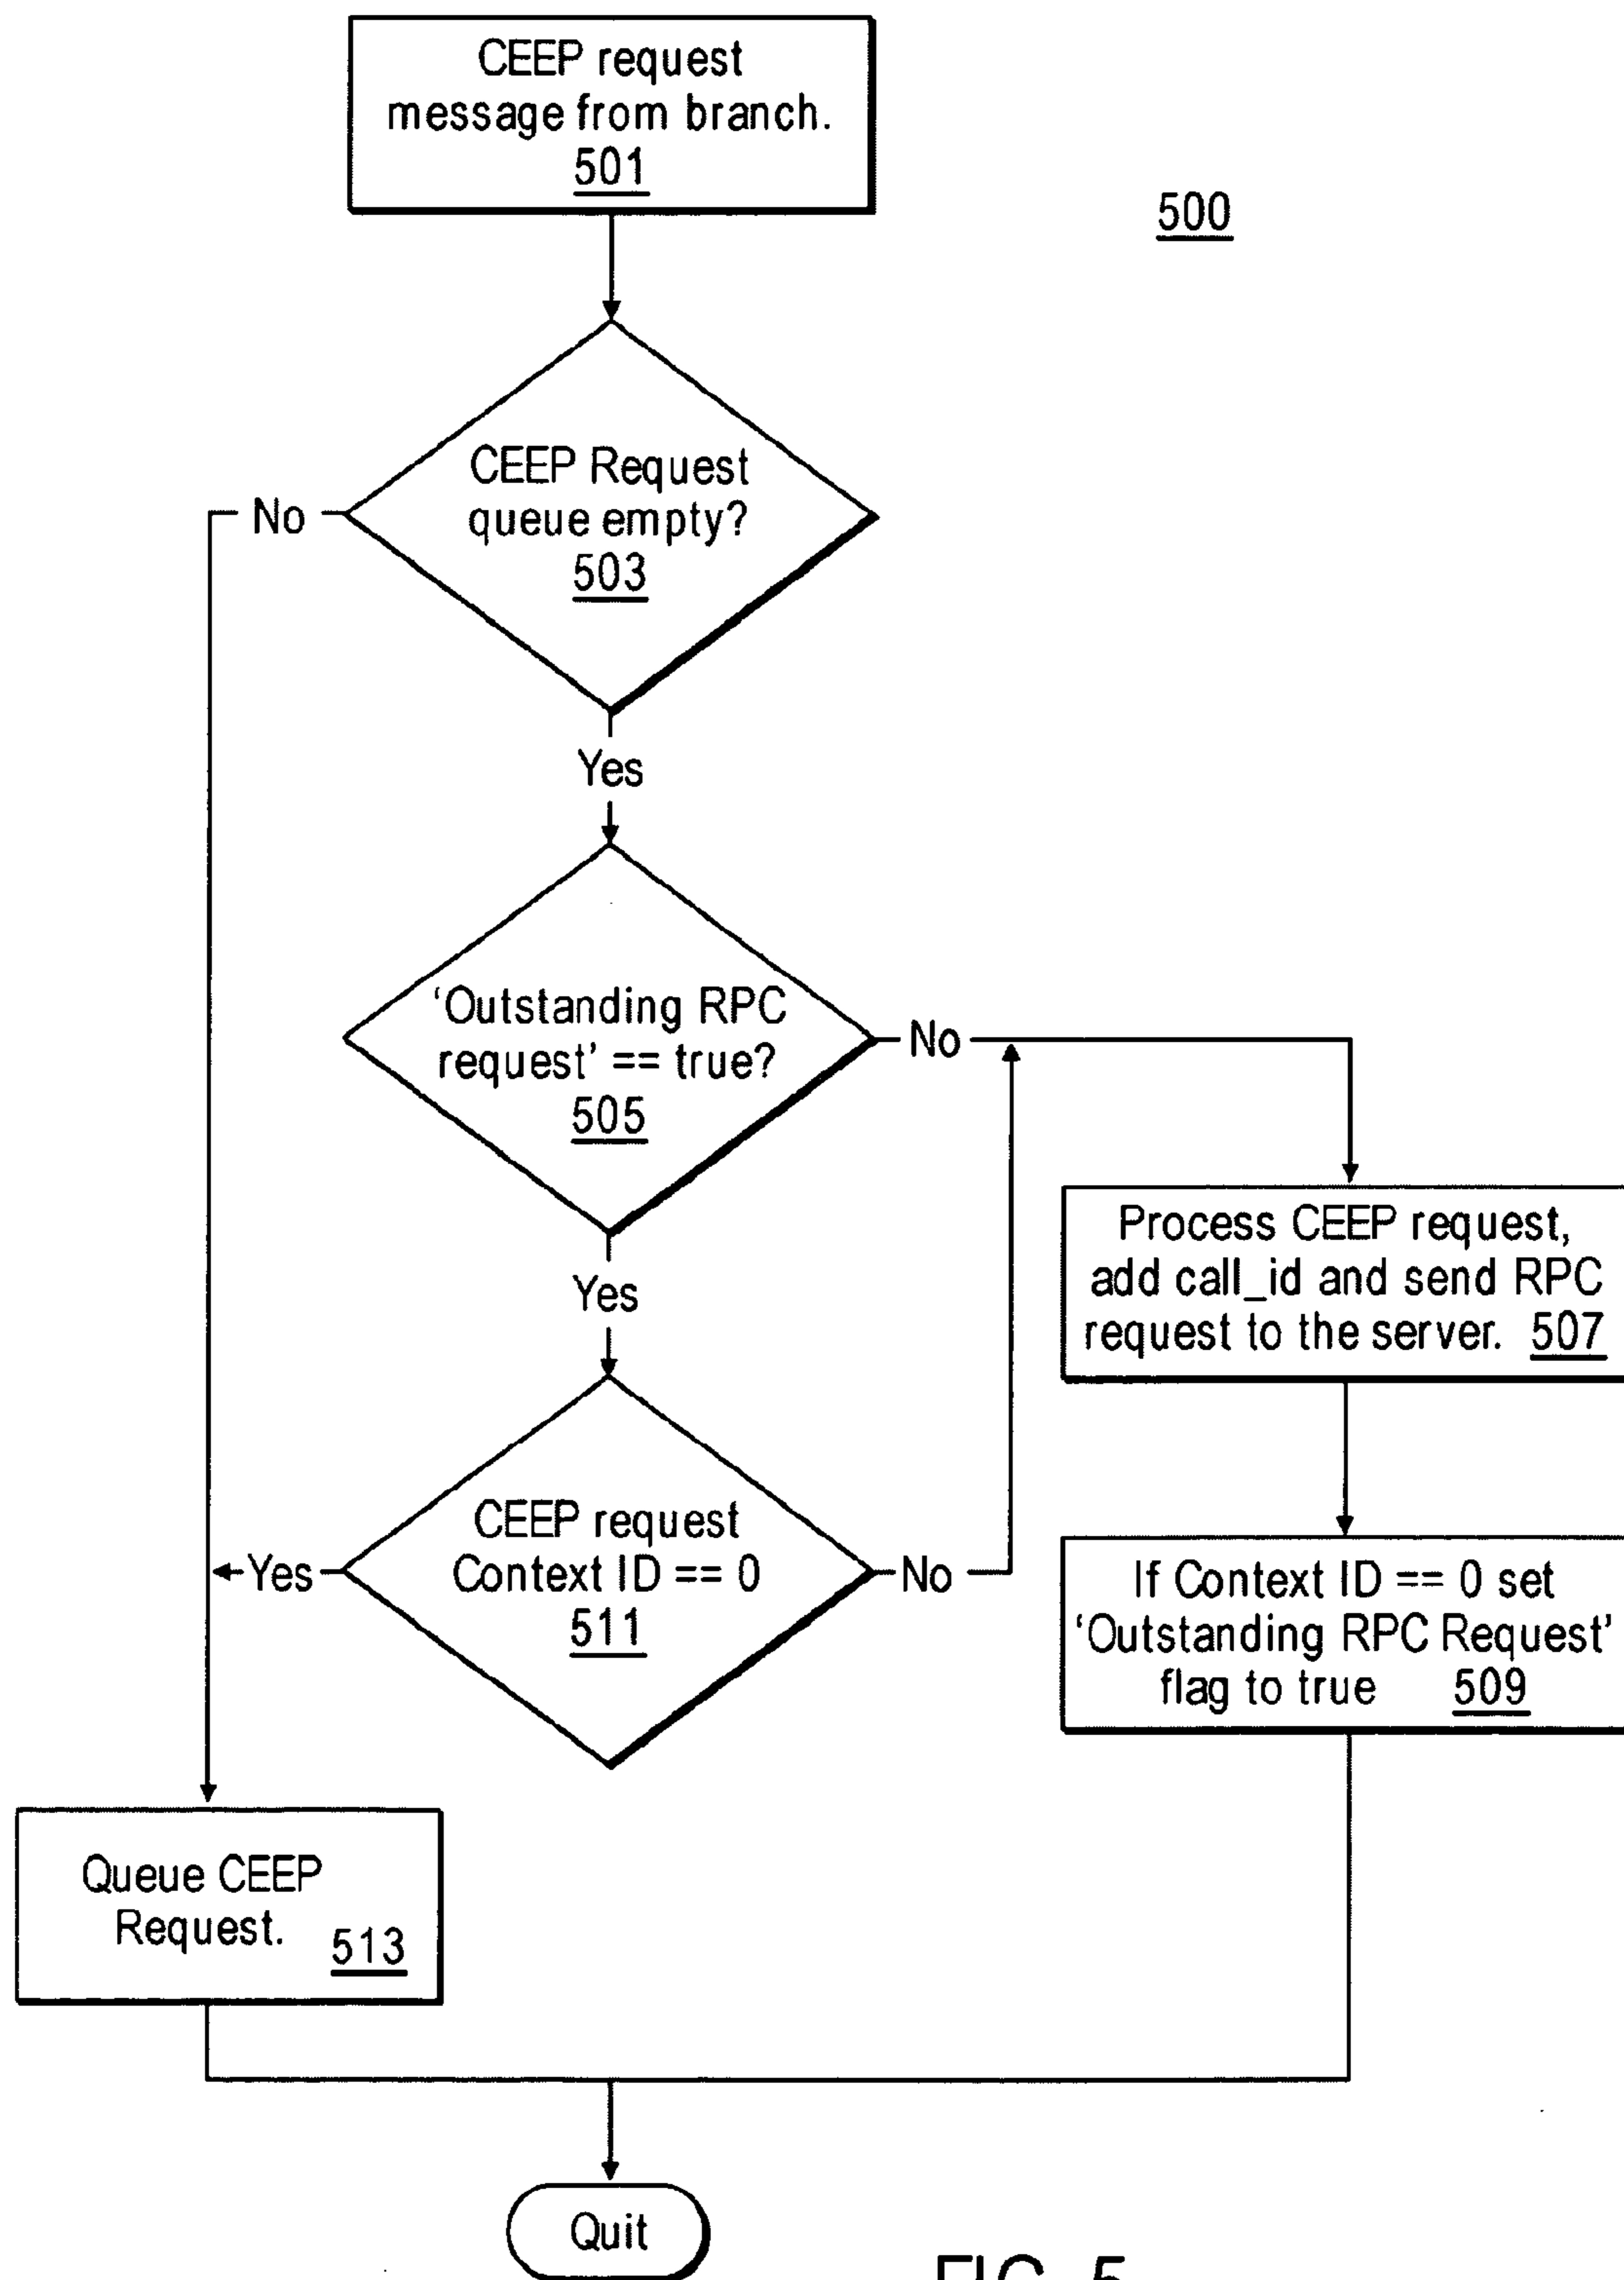 CEEP request
message from branch.
501
500
CEEP Request
queue empty?
503
No
Yes
'Outstanding RPC
request' == true?
505
No
Yes
Process CEEP request,
add call_id and send RPC
request to the server. 507
CEEP request
Context ID == 0
511
Yes
No
If Context ID == 0 set
'Outstanding RPC Request'
flag to true 509
Queue CEEP
Request. 513
Quit
FIG. 5